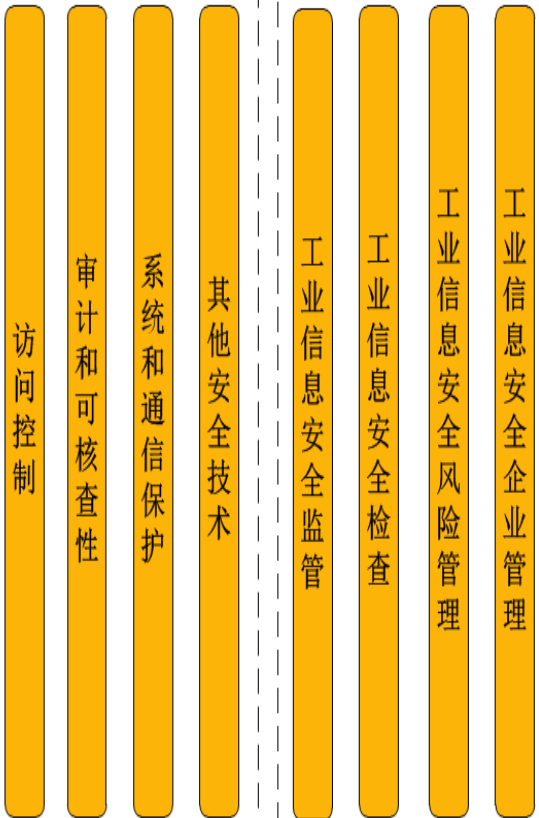 访问控制
审计和可核查性
系统和通信保护
其他安全技术
工业信息安全监管
工业信息安全检查
工业信息安全风险管理
工业信息安全企业管理